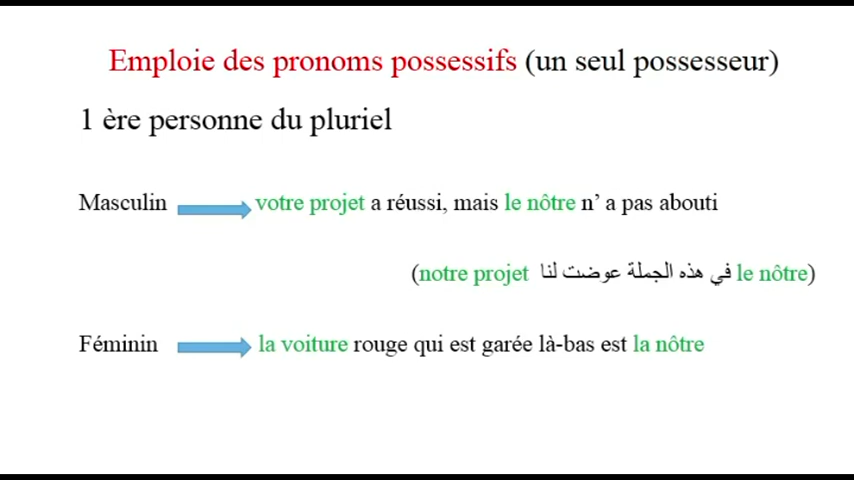 Emploie des pronoms possessifs (un seul possesseur)
1 ère personne du pluriel
Masculin votre projet a réussi, mais le nôtre n’ a pas abouti
(notre projet في هذه الجملة عوضت لنا le nôtre)
Féminin la voiture rouge qui est garée là-bas est la nôtre